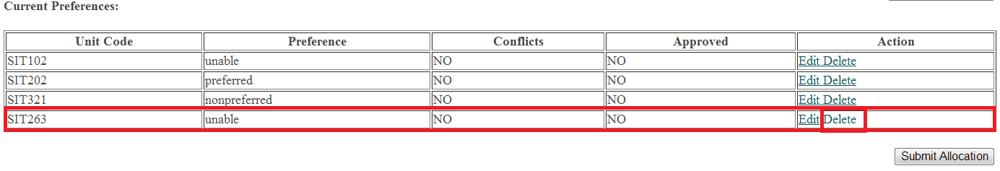 Current Preferences:
Unit Code Preference Conflicts Approved Action
SIT102 unable NO NO Edit Delete
SIT202 preferred NO NO Edit Delete
SIT321 nonpreferred NO NO Edit Delete
SIT263 unable NO NO Edit Delete
Submit Allocation